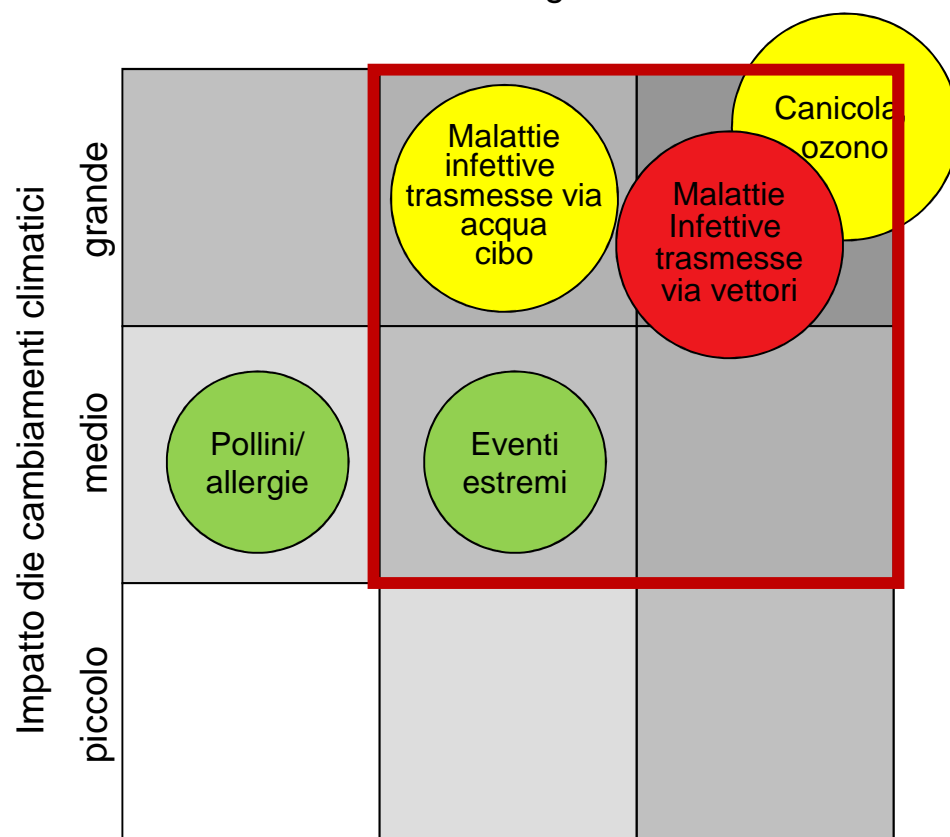 Canicola,
ozono
Malattie
infettive
trasmesse via
acqua
cibo
Malattie
Infettive
trasmesse
via vettori
Pollini/
allergie
Eventi
estremi
Impatto die cambiamenti climatici
grande
medio
piccolo